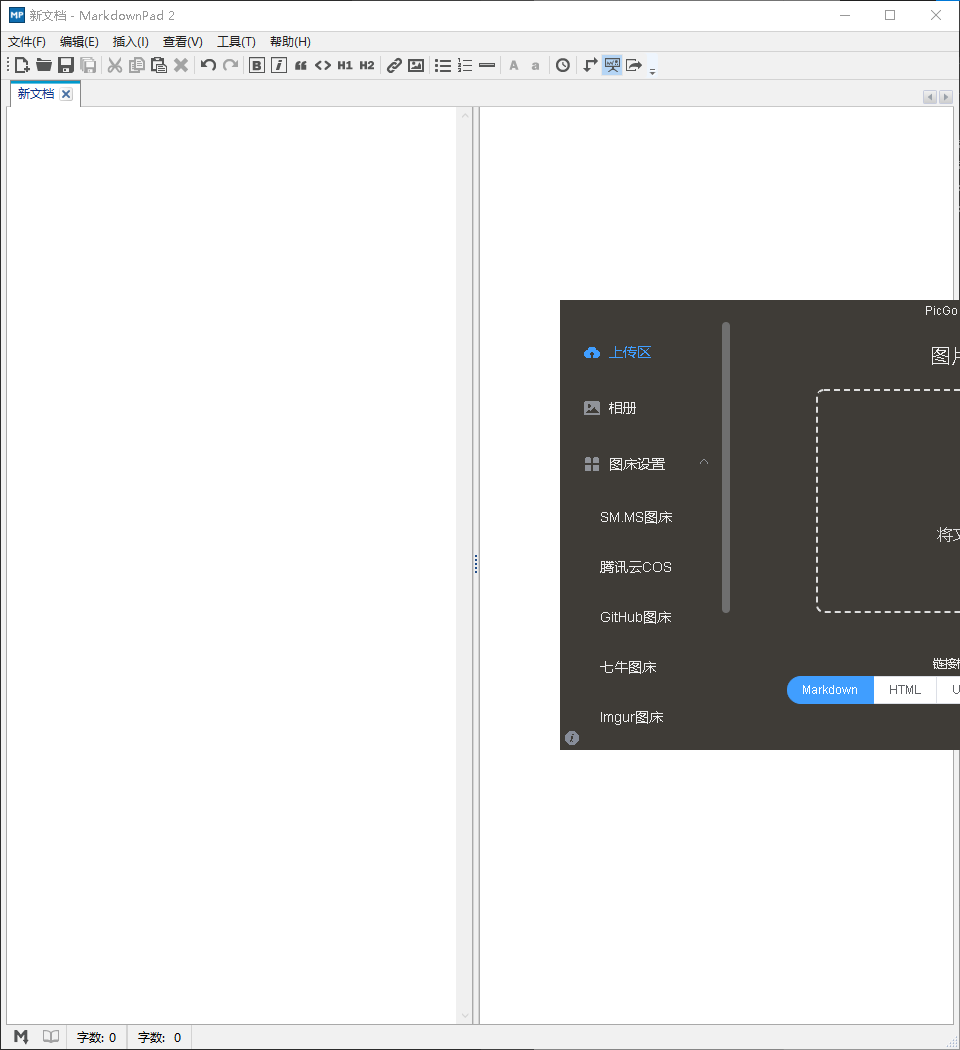 MP 新文档 - MarkdownPad 2
文件(F) 编辑(E) 插入(I) 查看(V) 工具(T) 帮助(H)
B i “ <> H1 H2 A a
新文档
PicGo
上传区
图片
相册
图床设置
SM.MS图床
将文
腾讯云COS
GitHub图床
七牛图床
链接格
Markdown HTML U
Imgur图床
M 字数: 0 字数: 0